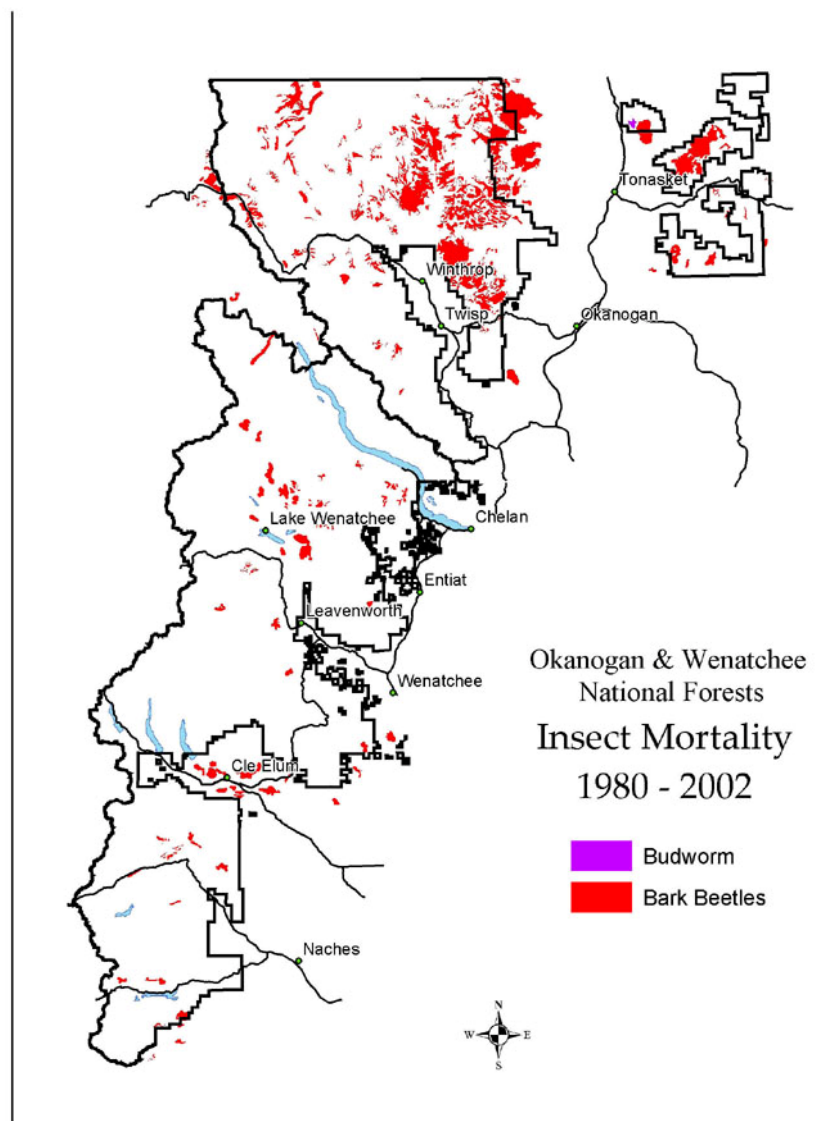 Tonasket
Winthrop
Twisp
Okanogan
Lake Wenatchee
Chelan
Entiat
Leavenworth
Wenatchee
Okanogan & Wenatchee
National Forests
Insect Mortality
1980 - 2002
Cle Elum
Budworm
Bark Beetles
Naches
N
W
E
S